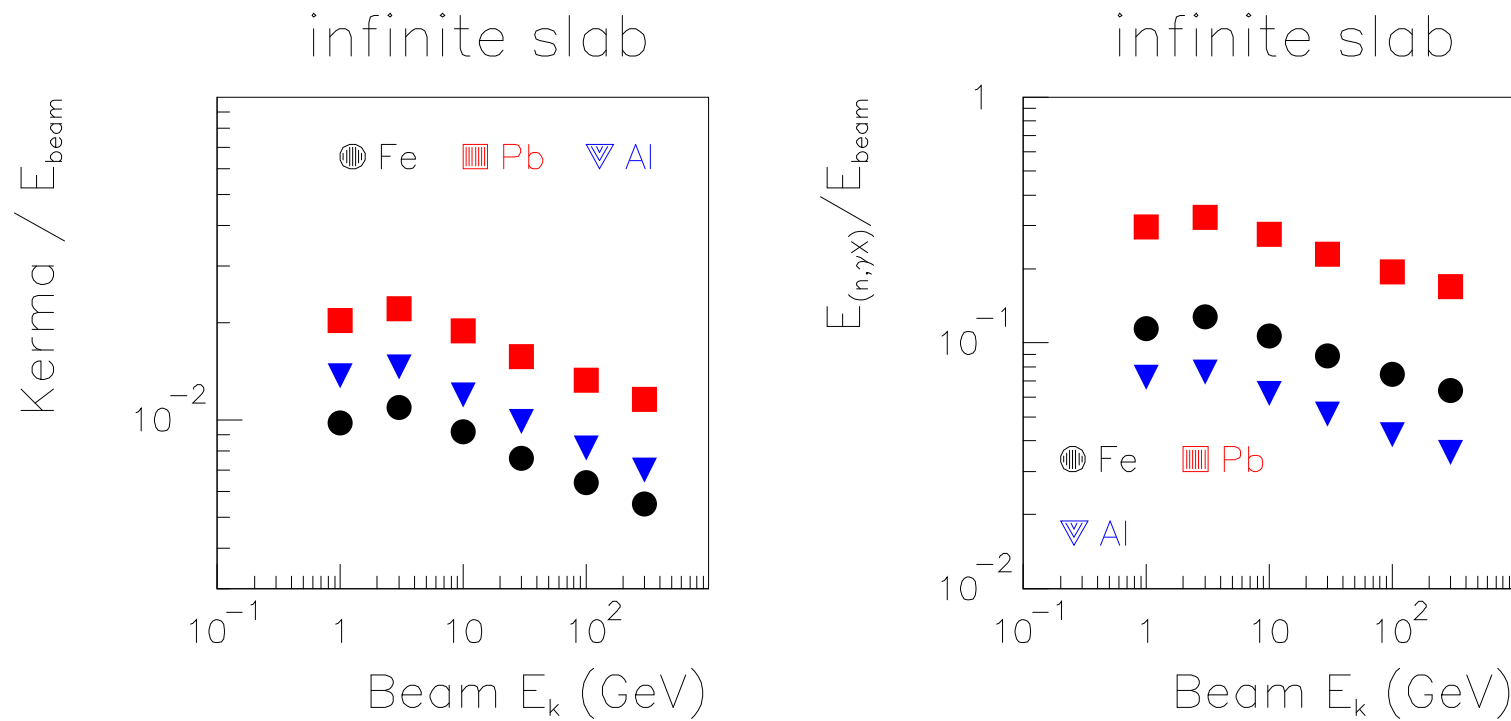 infinite slab
Kerma / E_beam
Fe Pb Al
10^-2
10^-1 1 10 10^2
Beam E_k (GeV)
infinite slab
E_(n,γX)/E_beam
1
10^-1
Fe Pb
Al
10^-2
10^-1 1 10 10^2
Beam E_k (GeV)